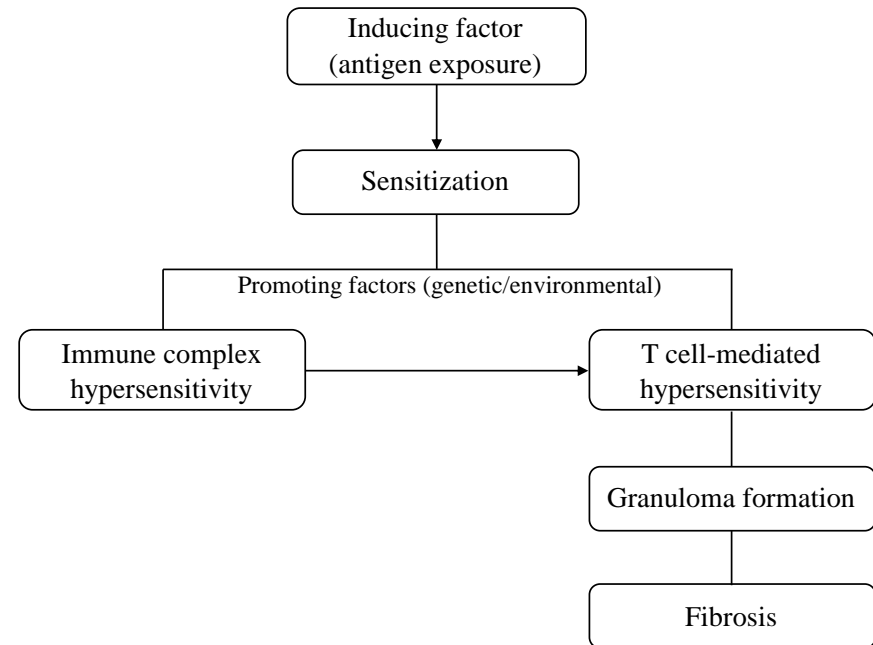 Inducing factor
(antigen exposure)
Sensitization
Promoting factors (genetic/environmental)
Immune complex
hypersensitivity
T cell-mediated
hypersensitivity
Granuloma formation
Fibrosis